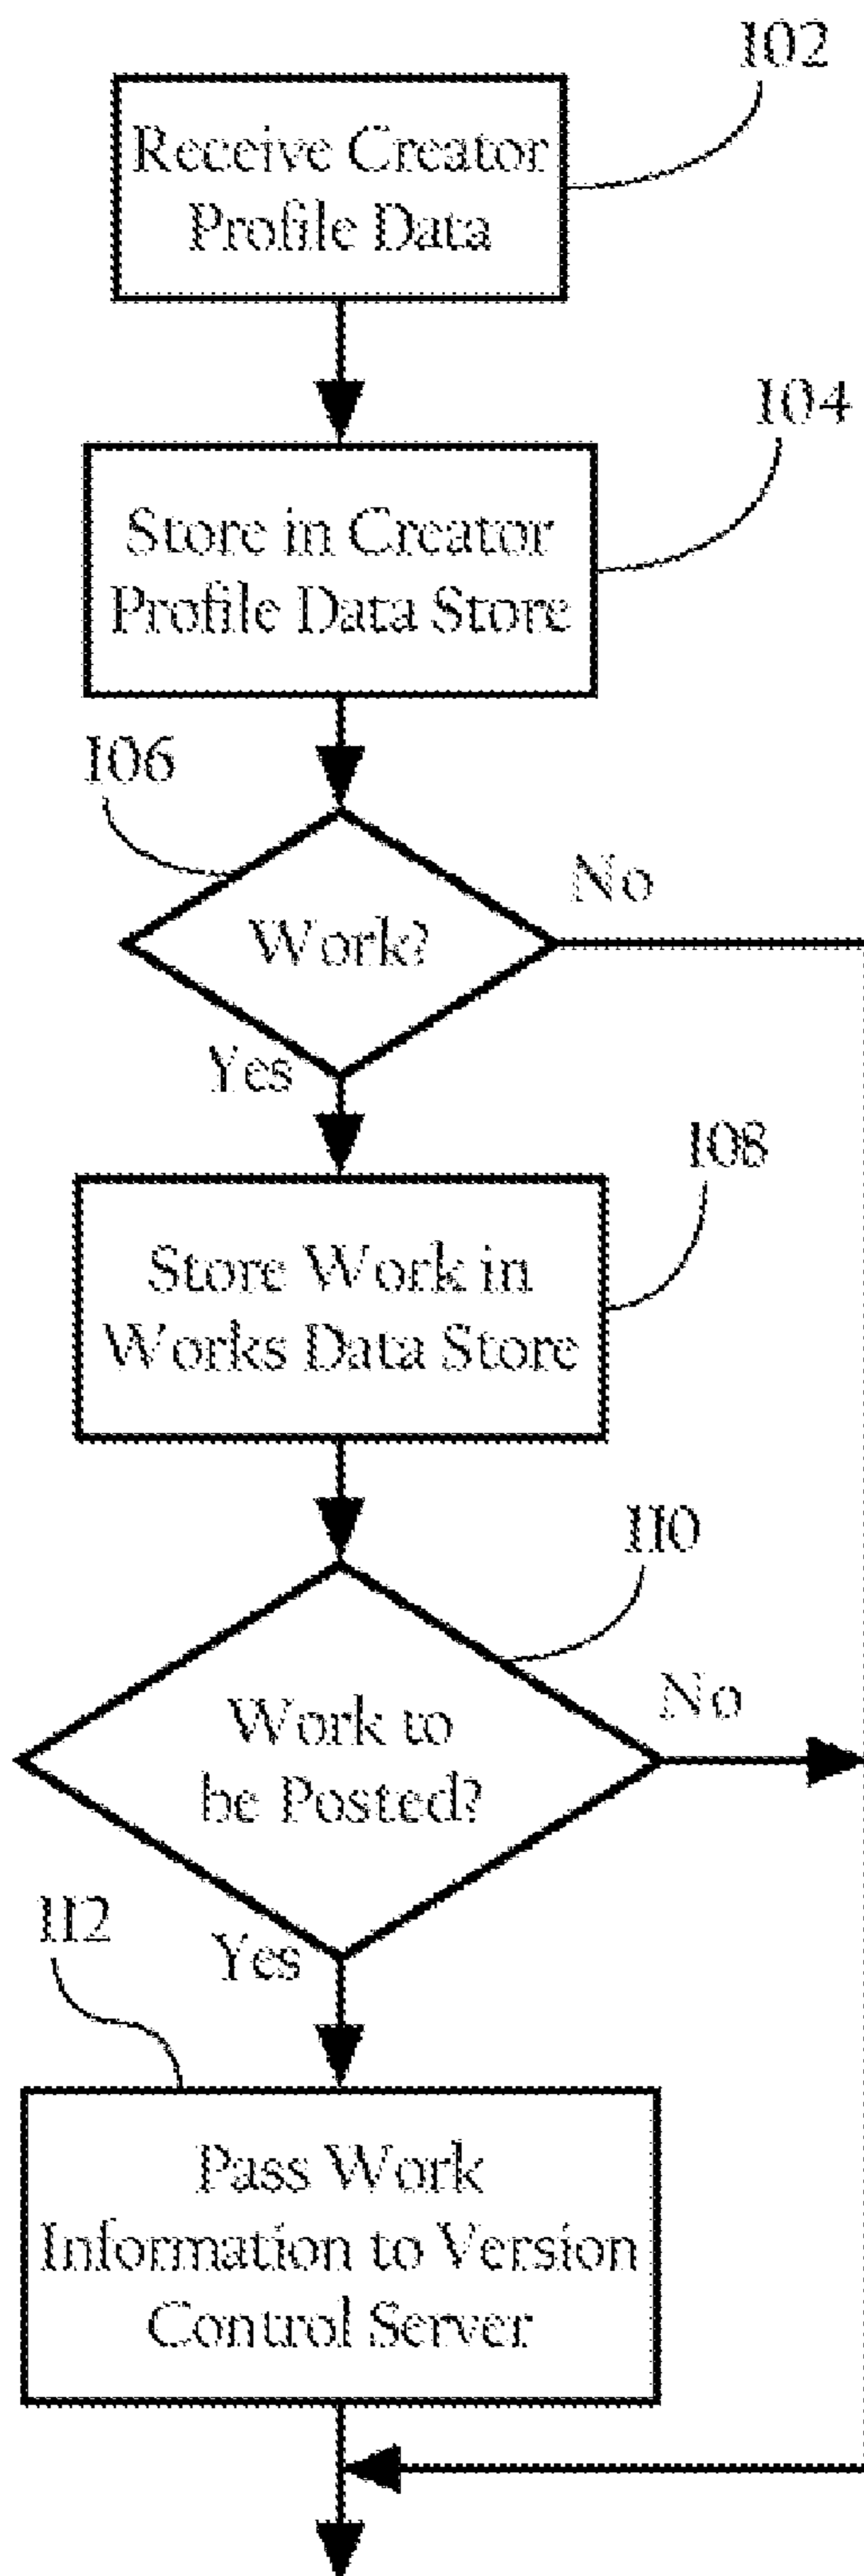 102
Receive Creator
Profile Data
104
Store in Creator
Profile Data Store
106
Work?
No
Yes
108
Store Work in
Works Data Store
110
Work to
be Posted?
No
Yes
112
Pass Work
Information to Version
Control Server